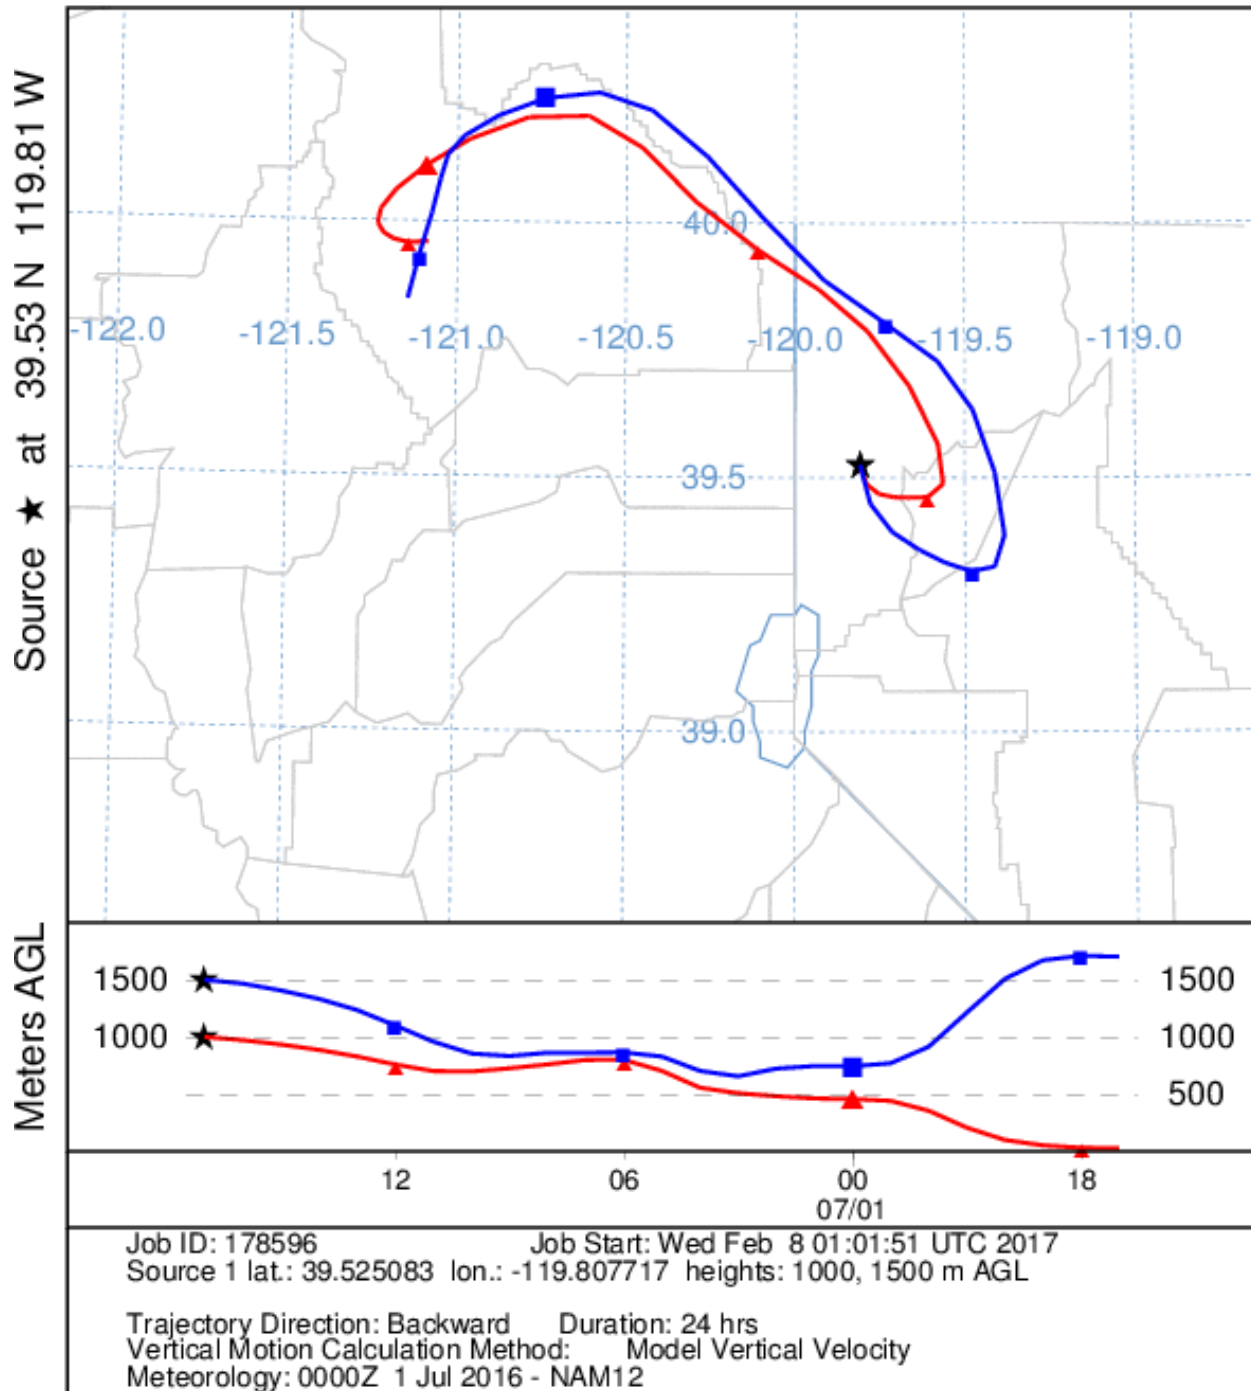 Source ★ at 39.53 N 119.81 W
40.0
-122.0 -121.5 -121.0 -120.5 -120.0 -119.5 -119.0
39.5
39.0
Meters AGL
1500 1500
1000 1000
500
12 06 00 18
07/01
Job ID: 178596 Job Start: Wed Feb 8 01:01:51 UTC 2017
Source 1 lat.: 39.525083 lon.: -119.807717 heights: 1000, 1500 m AGL
Trajectory Direction: Backward Duration: 24 hrs
Vertical Motion Calculation Method: Model Vertical Velocity
Meteorology: 0000Z 1 Jul 2016 - NAM12